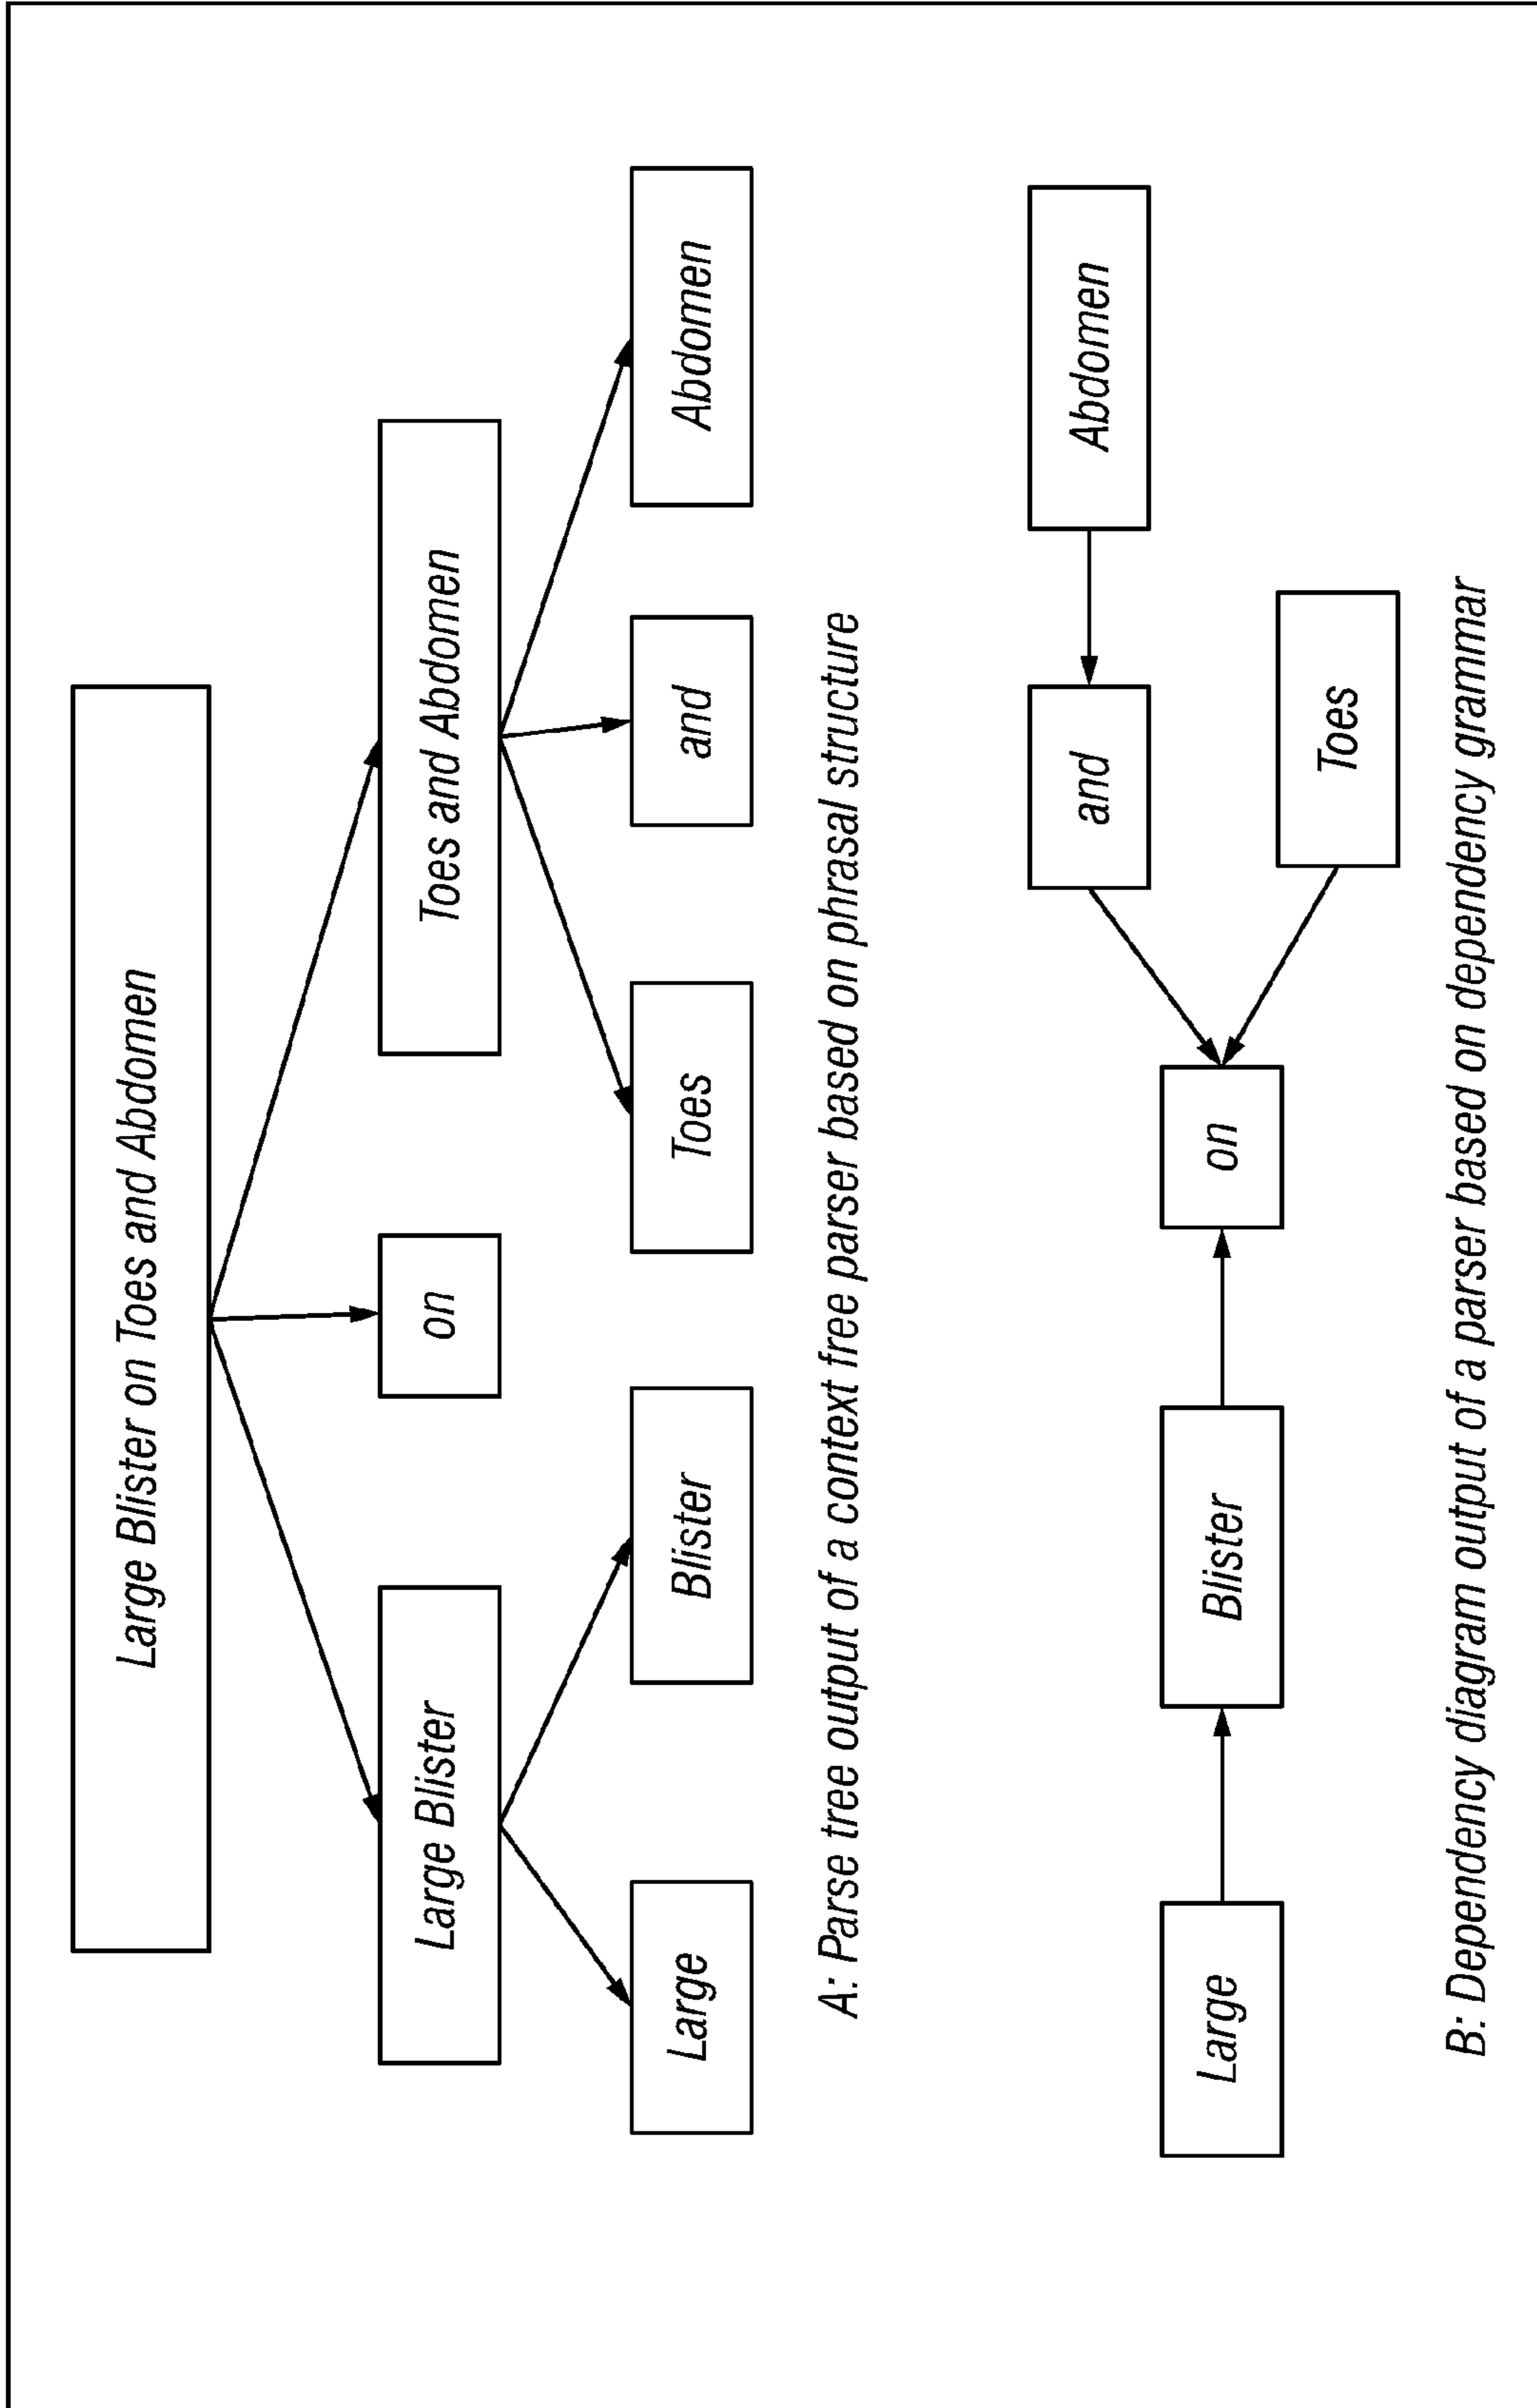 Large Blister on Toes and Abdomen
Large Blister
on
Toes and Abdomen
Large
Blister
Toes
and
Abdomen
A: Parse tree output of a context free parser based on phrasal structure
and
Abdomen
Large
Blister
on
Toes
B: Dependency diagram output of a parser based on dependency grammar